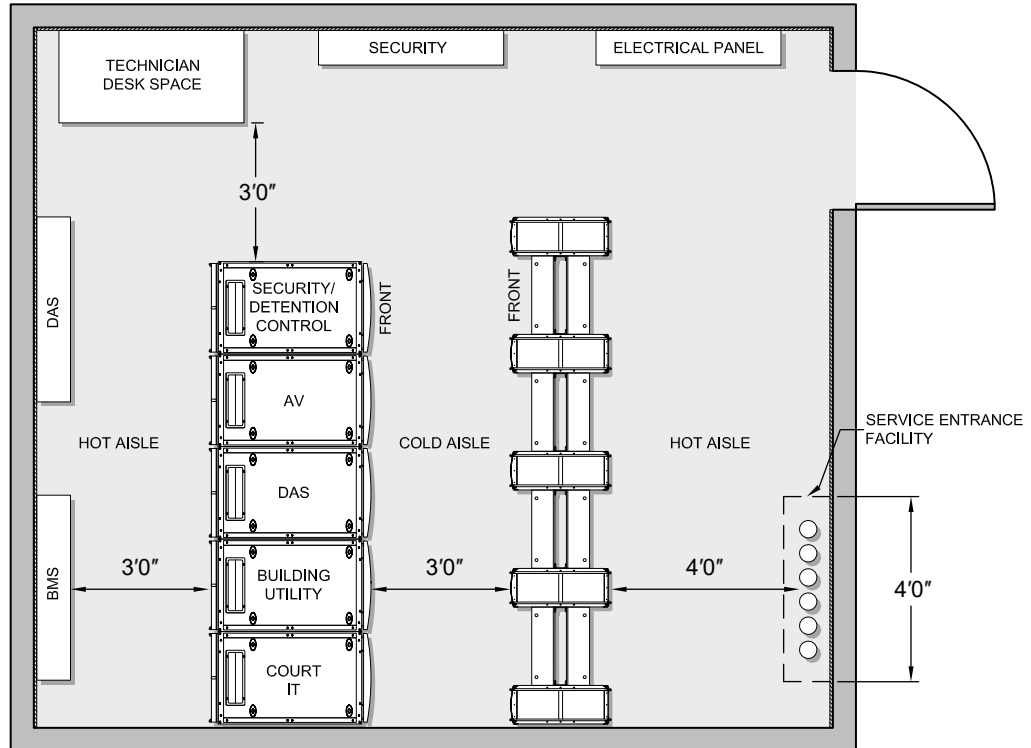 TECHNICIAN
DESK SPACE
SECURITY
ELECTRICAL PANEL
3'0"
DAS
SECURITY/
DETENTION
CONTROL
FRONT
FRONT
AV
HOT AISLE
COLD AISLE
HOT AISLE
SERVICE ENTRANCE
FACILITY
DAS
BMS
3'0"
BUILDING
UTILITY
3'0"
4'0"
4'0"
COURT
IT